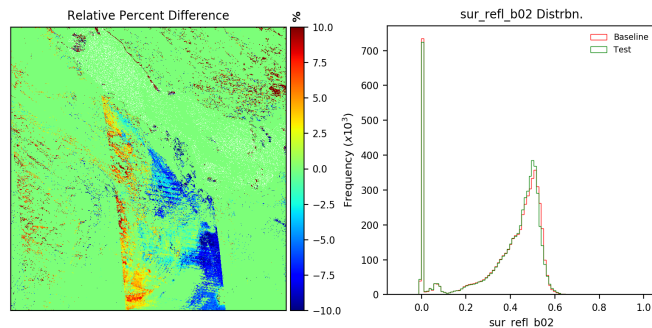 Relative Percent Difference
%
10.0
7.5
5.0
2.5
0.0
−2.5
−5.0
−7.5
−10.0
sur_refl_b02 Distrbn.
Baseline
Test
Frequency (x10³)
700
600
500
400
300
200
100
0
0.0 0.2 0.4 0.6 0.8 1.0
sur_refl_b02